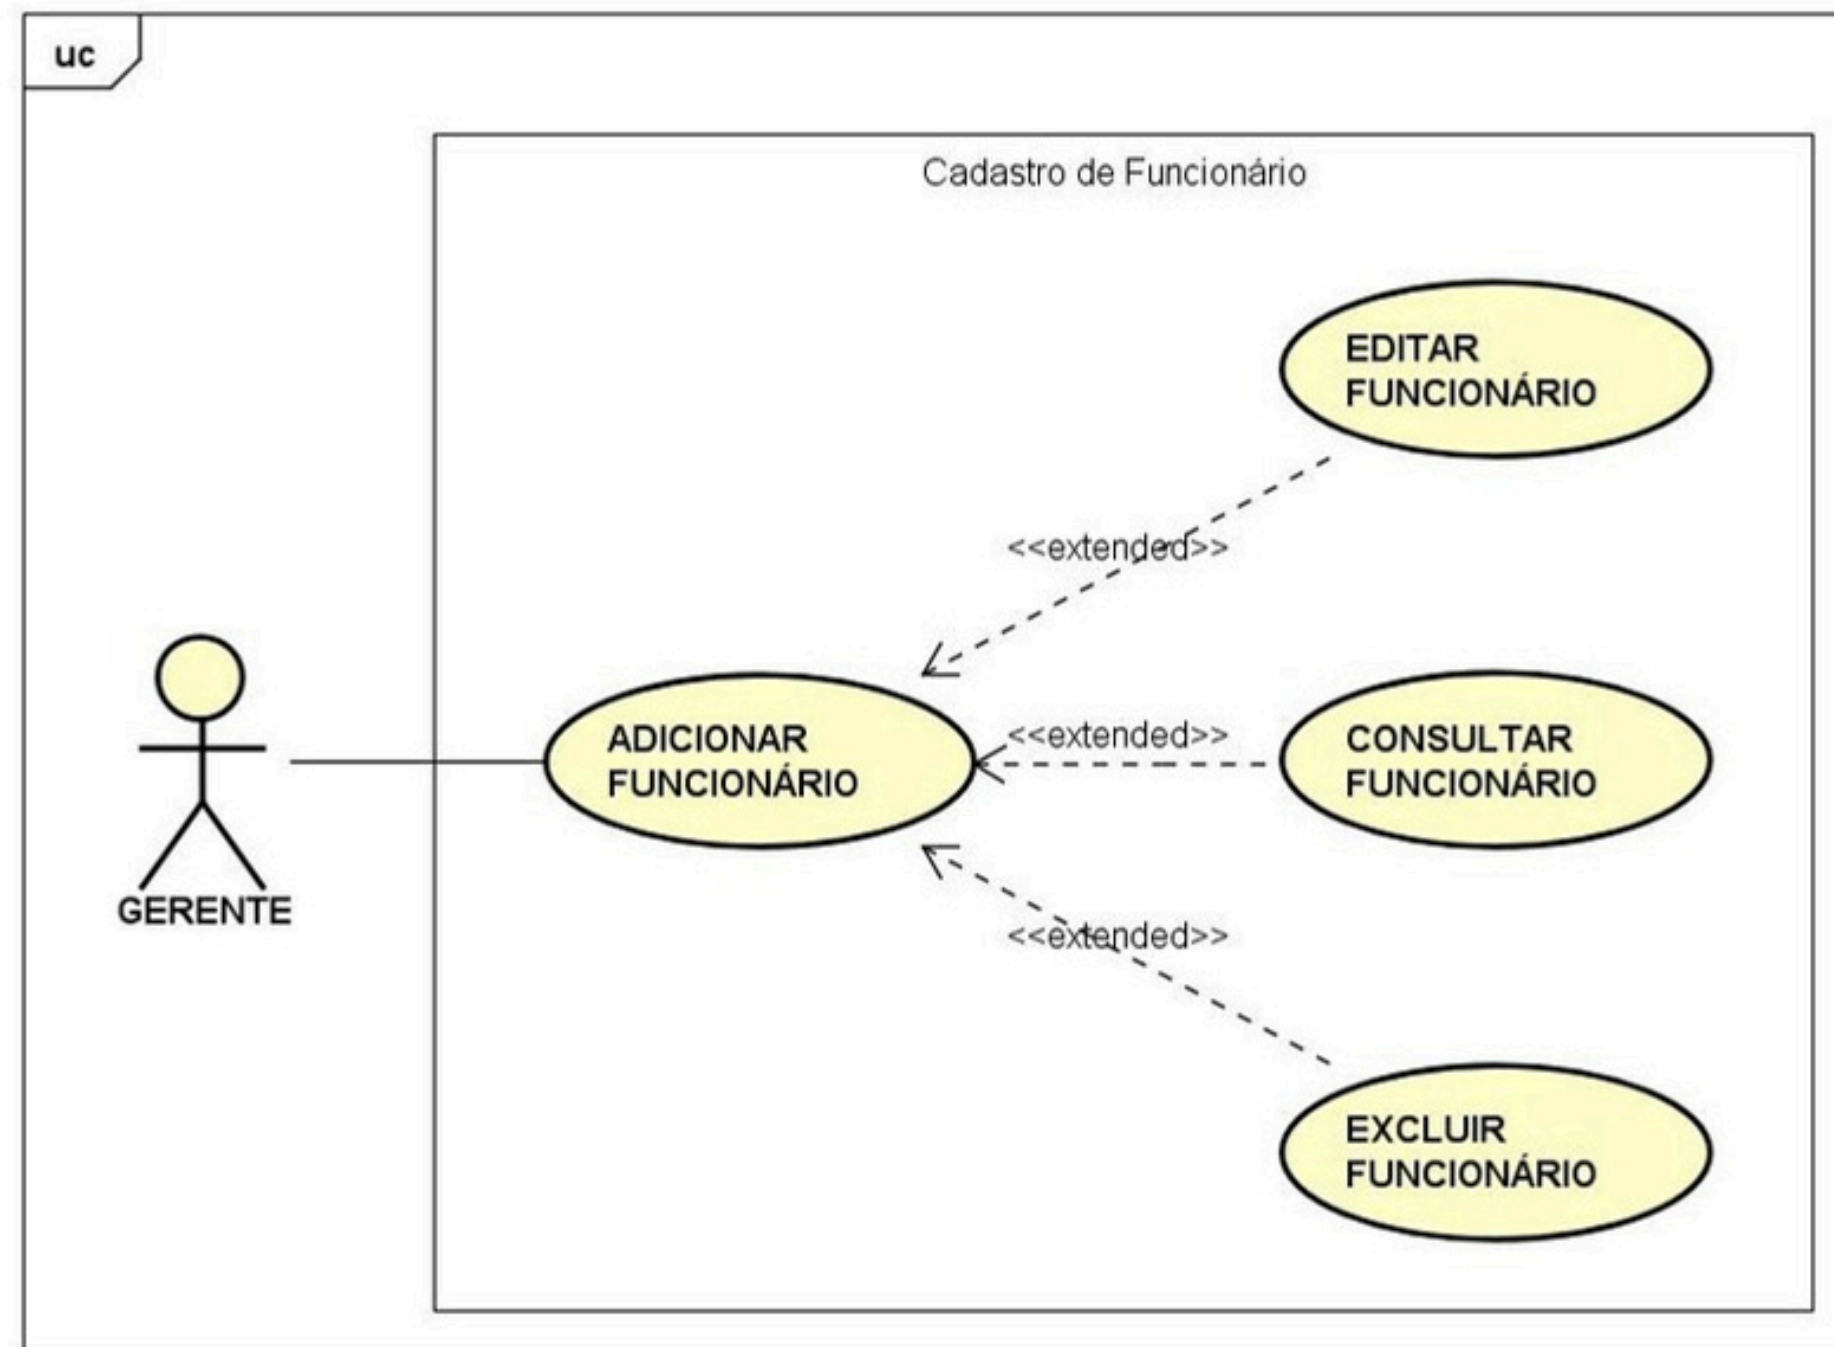 uc
Cadastro de Funcionário
EDITAR
FUNCIONÁRIO
<<extended>>
ADICIONAR
FUNCIONÁRIO
<<extended>>
CONSULTAR
FUNCIONÁRIO
GERENTE
<<extended>>
EXCLUIR
FUNCIONÁRIO